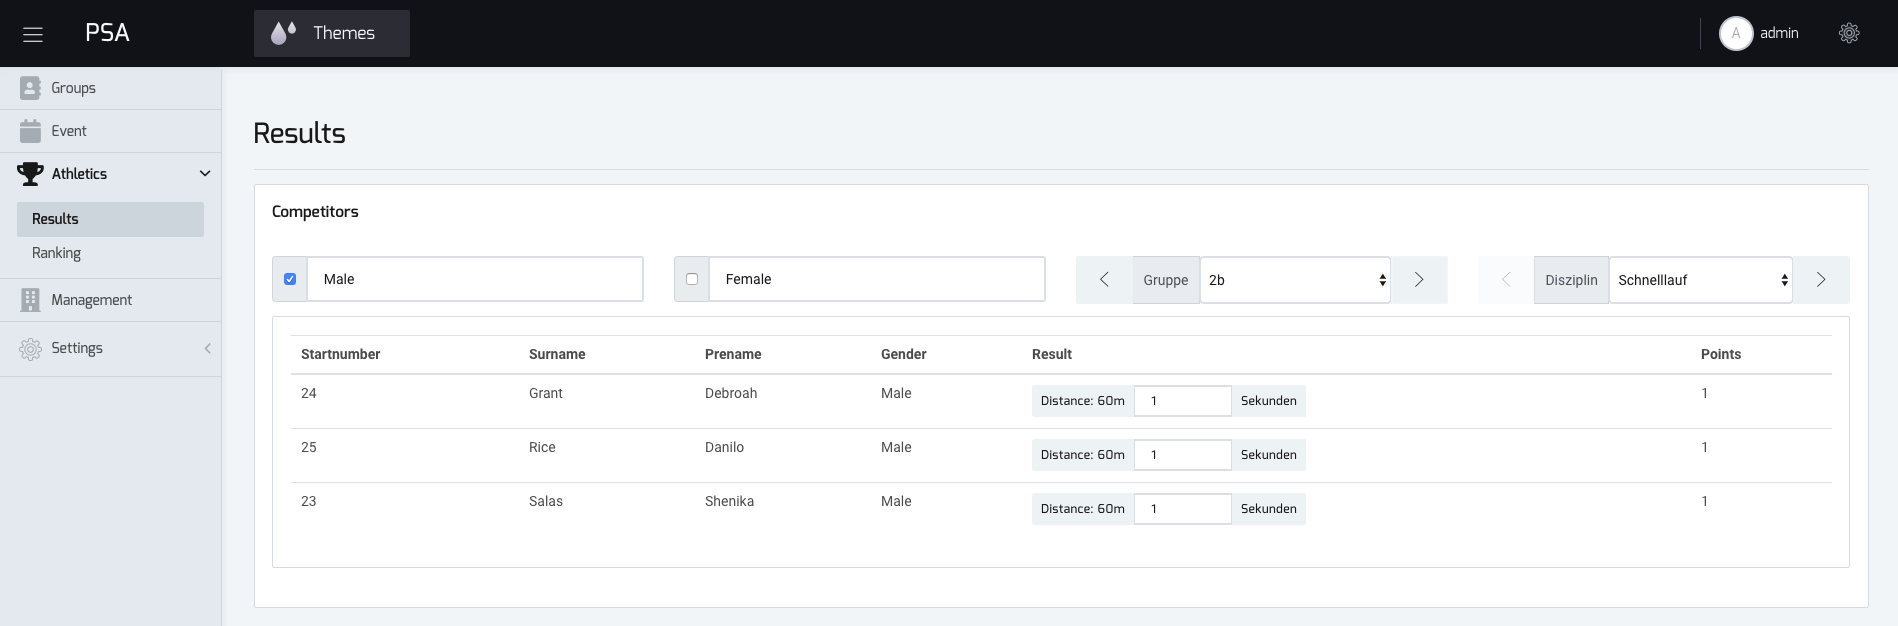 PSA
Themes
A admin
Groups
Event
Athletics
Results
Ranking
Management
Settings
Results
Competitors
Male
Female
Gruppe 2b
Disziplin Schnelllauf
Startnumber Surname Prename Gender Result Points
24 Grant Debroah Male Distance: 60m 1 Sekunden 1
25 Rice Danilo Male Distance: 60m 1 Sekunden 1
23 Salas Shenika Male Distance: 60m 1 Sekunden 1